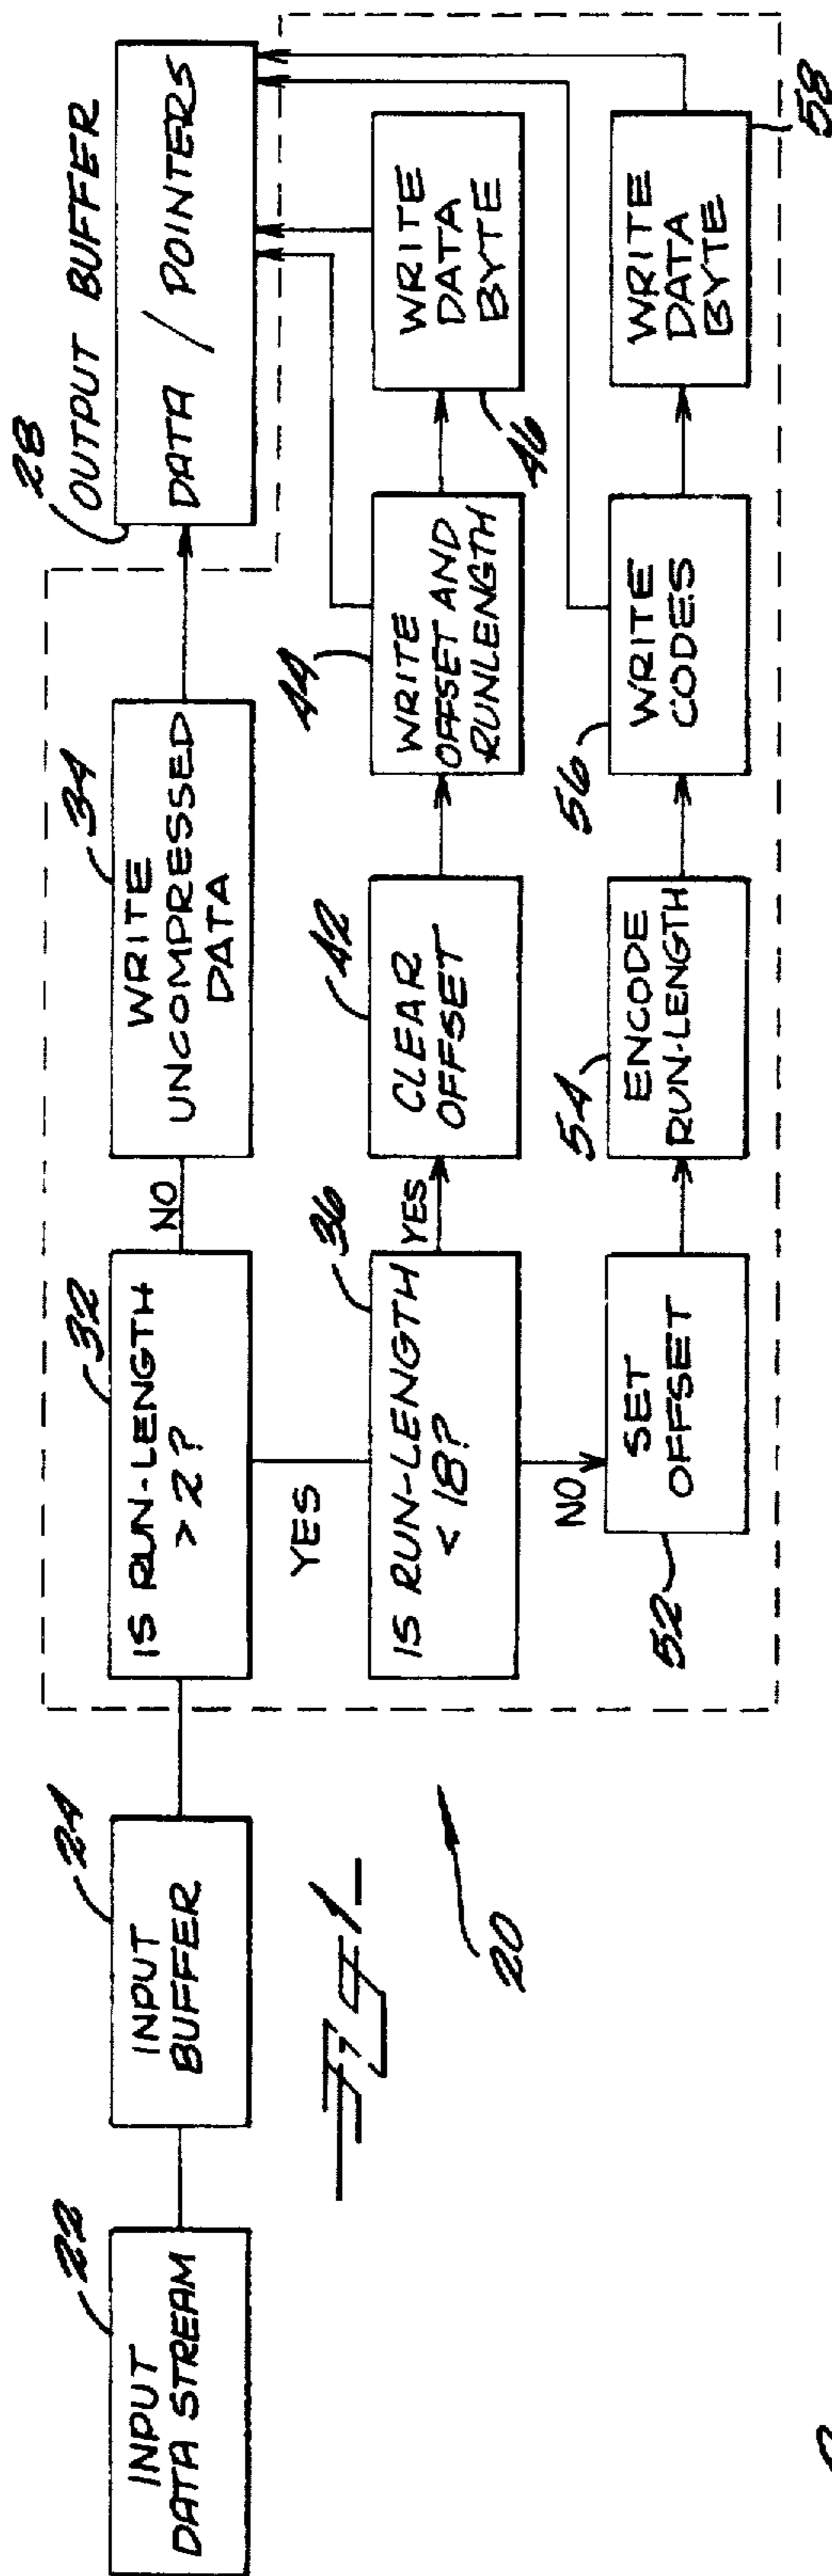 22
INPUT
DATA STREAM
24
INPUT
BUFFER
32
IS RUN-LENGTH
> 2?
NO
34
WRITE
UNCOMPRESSED
DATA
28
OUTPUT BUFFER
DATA / POINTERS
YES
36
IS RUN-LENGTH
< 18?
YES
42
CLEAR
OFFSET
44
WRITE
OFFSET AND
RUNLENGTH
46
WRITE
DATA
BYTE
NO
52
SET
OFFSET
54
ENCODE
RUN-LENGTH
56
WRITE
CODES
58
WRITE
DATA
BYTE
Fig 1
20